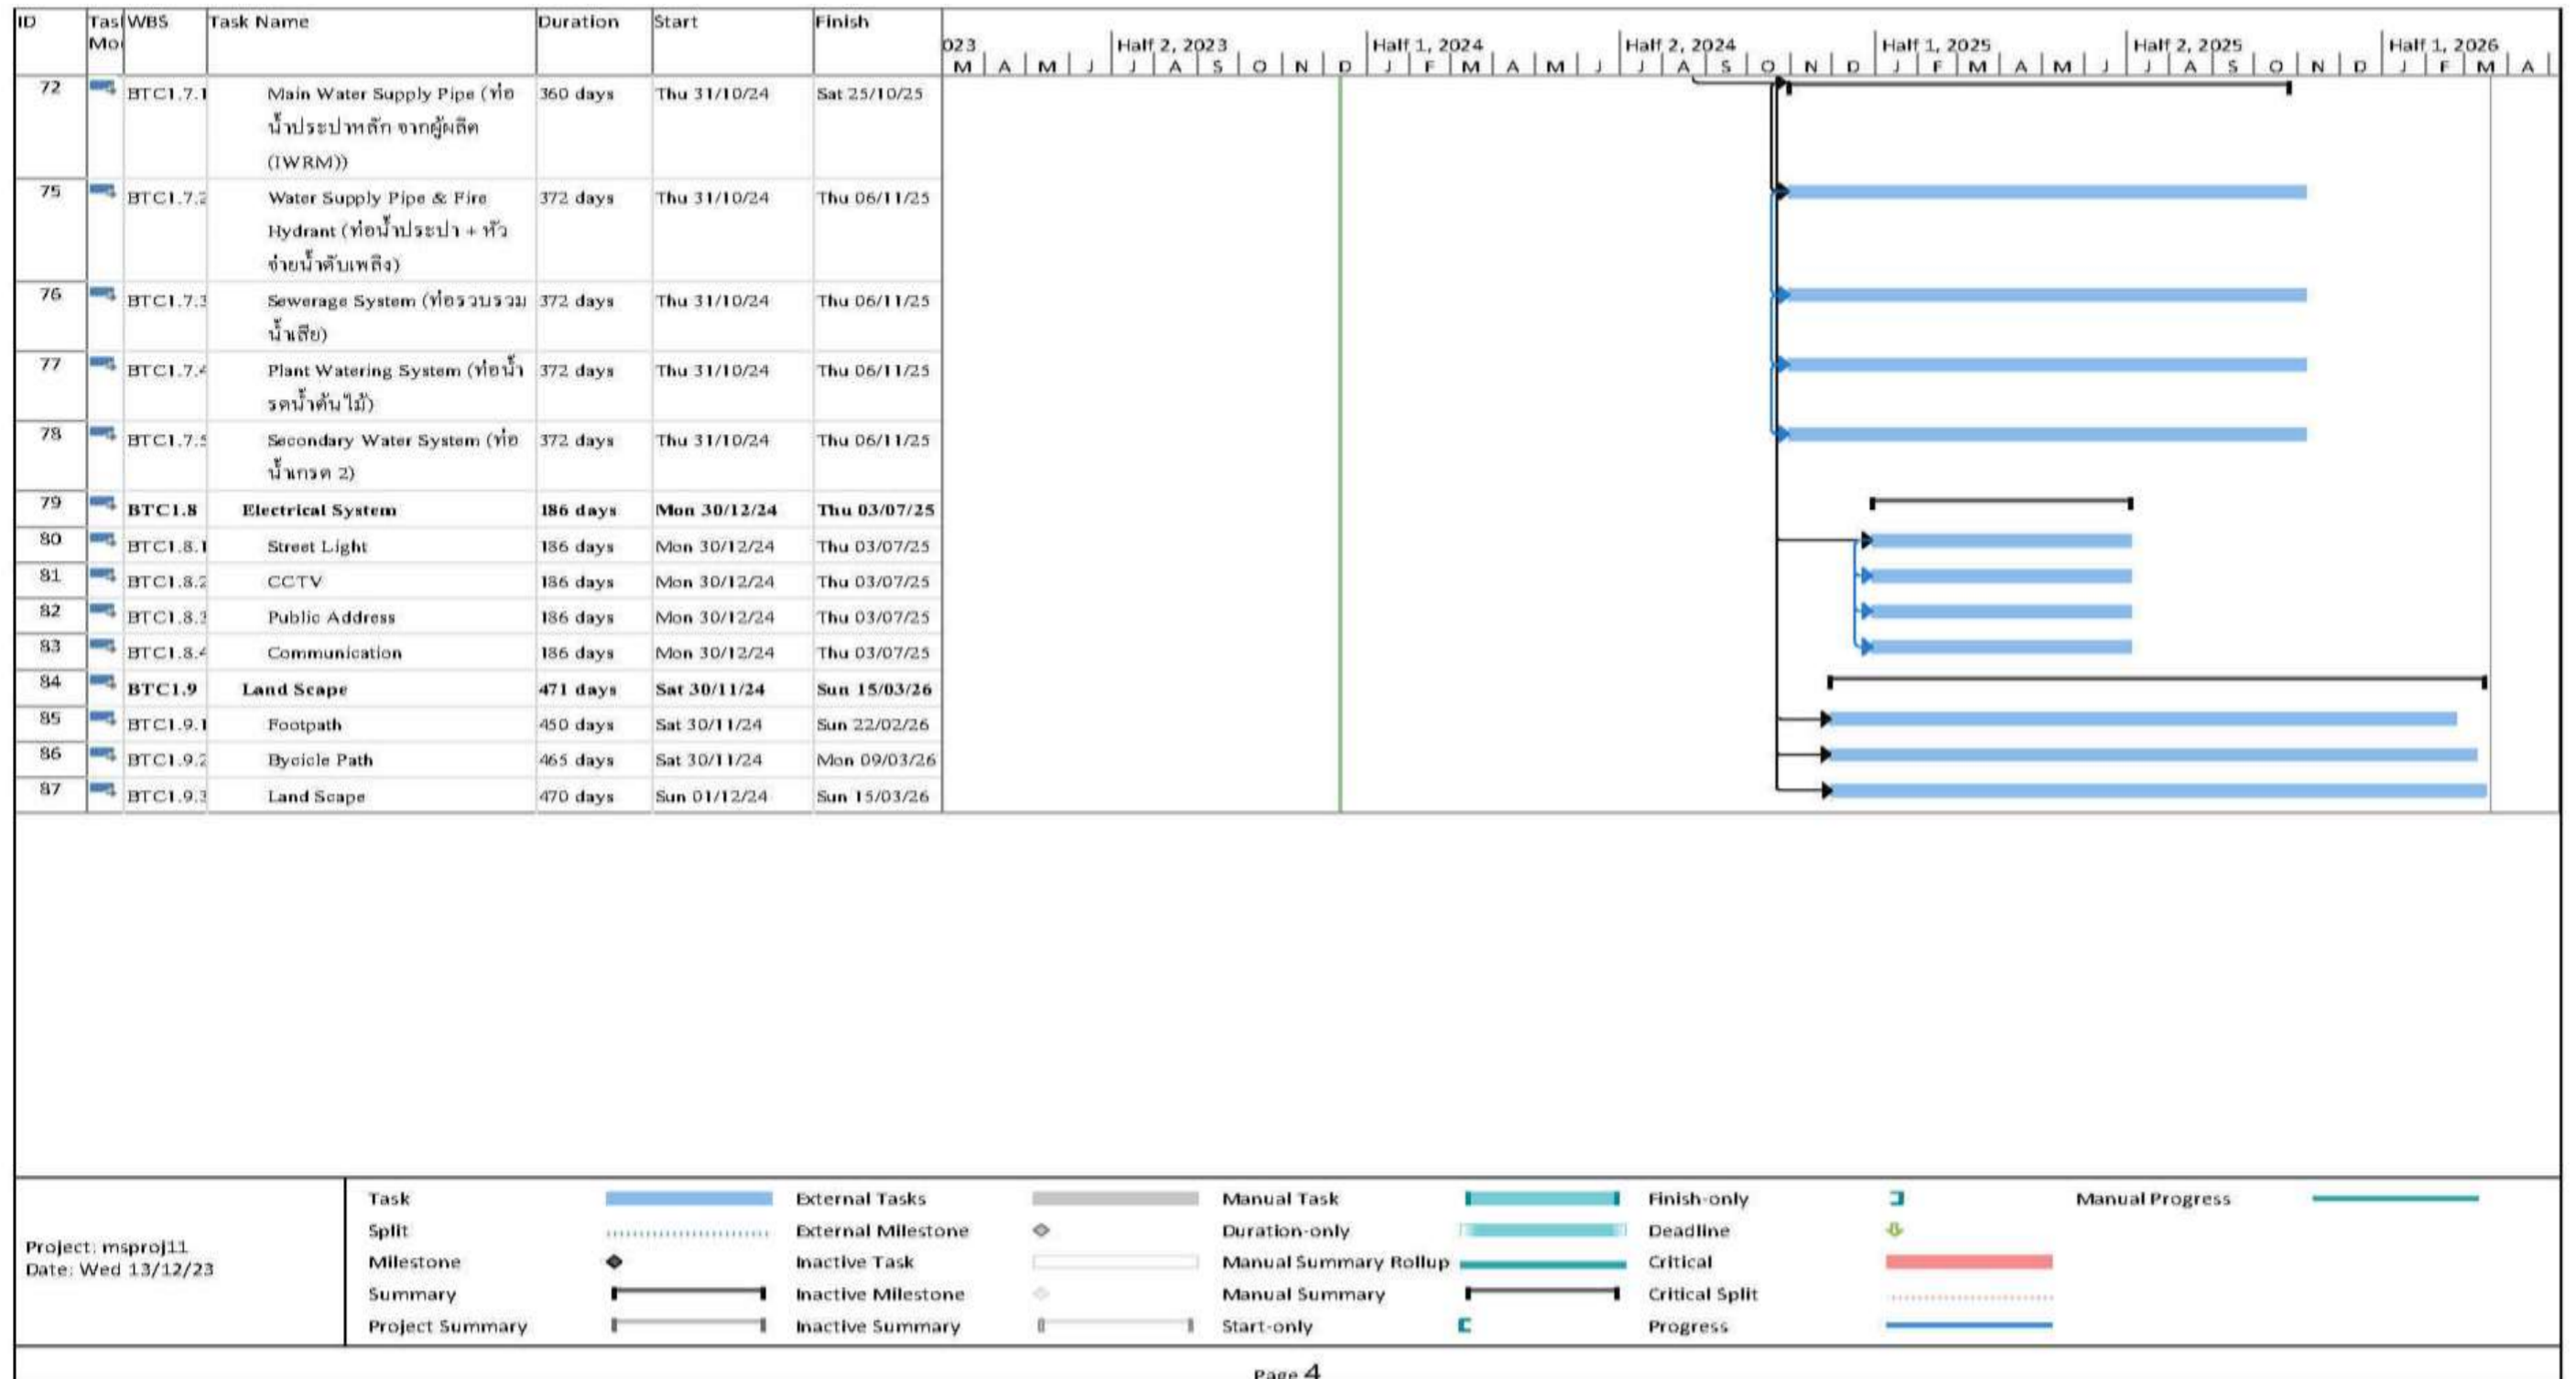 ID Tas WBS Task Name Duration Start Finish
Mo
023 Half 2, 2023 Half 1, 2024 Half 2, 2024 Half 1, 2025 Half 2, 2025 Half 1, 2026
M A M J J A S O N D J F M A M J J A S O N D J F M A M J J A S O N D J F M A
72 BTC1.7.1 Main Water Supply Pipe (ท่อ 360 days Thu 31/10/24 Sat 25/10/25
น้ำประปาหลัก จากผู้ผลิต
(IWRM))
75 BTC1.7.2 Water Supply Pipe & Fire 372 days Thu 31/10/24 Thu 06/11/25
Hydrant (ท่อน้ำประปา + หัว
จ่ายน้ำดับเพลิง)
76 BTC1.7.3 Sewerage System (ท่อรวบรวม 372 days Thu 31/10/24 Thu 06/11/25
น้ำเสีย)
77 BTC1.7.4 Plant Watering System (ท่อน้ำ 372 days Thu 31/10/24 Thu 06/11/25
รดน้ำต้นไม้)
78 BTC1.7.5 Secondary Water System (ท่อ 372 days Thu 31/10/24 Thu 06/11/25
น้ำเกรด 2)
79 BTC1.8 Electrical System 186 days Mon 30/12/24 Thu 03/07/25
80 BTC1.8.1 Street Light 186 days Mon 30/12/24 Thu 03/07/25
81 BTC1.8.2 CCTV 186 days Mon 30/12/24 Thu 03/07/25
82 BTC1.8.3 Public Address 186 days Mon 30/12/24 Thu 03/07/25
83 BTC1.8.4 Communication 186 days Mon 30/12/24 Thu 03/07/25
84 BTC1.9 Land Scape 471 days Sat 30/11/24 Sun 15/03/26
85 BTC1.9.1 Footpath 450 days Sat 30/11/24 Sun 22/02/26
86 BTC1.9.2 Bycicle Path 465 days Sat 30/11/24 Mon 09/03/26
87 BTC1.9.3 Land Scape 470 days Sun 01/12/24 Sun 15/03/26
Project: msproj11
Date: Wed 13/12/23
Task External Tasks Manual Task Finish-only Manual Progress
Split External Milestone Duration-only Deadline
Milestone Inactive Task Manual Summary Rollup Critical
Summary Inactive Milestone Manual Summary Critical Split
Project Summary Inactive Summary Start-only Progress
Page 4